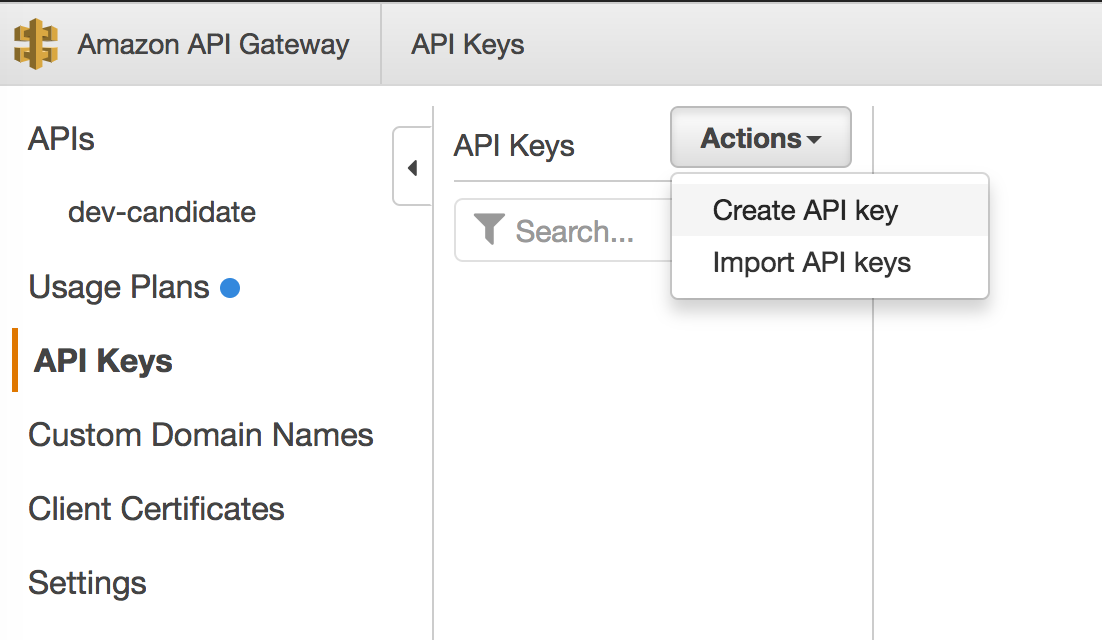 Amazon API Gateway
API Keys
APIs
dev-candidate
Usage Plans
API Keys
Custom Domain Names
Client Certificates
Settings
API Keys
Actions
Search...
Create API key
Import API keys